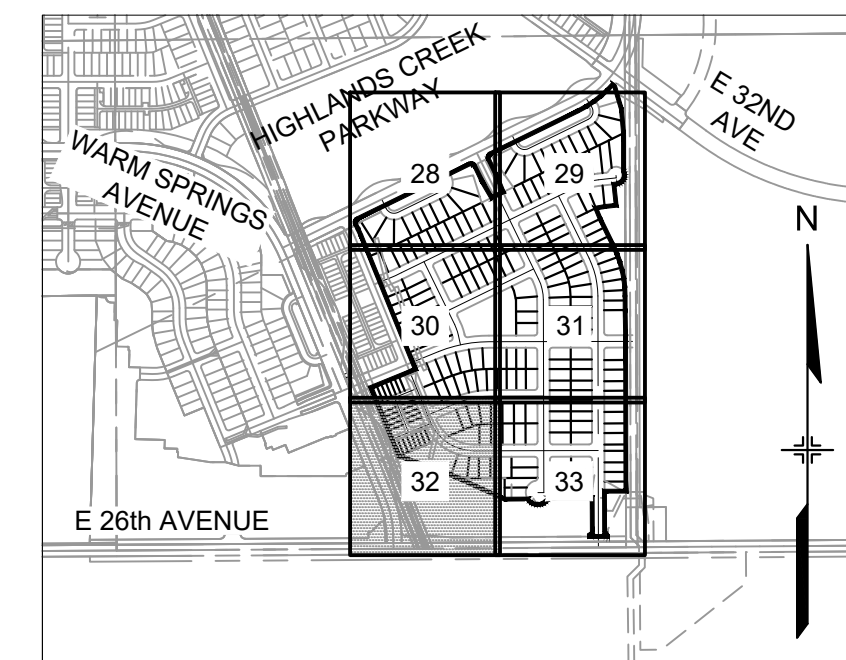 HIGHLANDS CREEK
PARKWAY
E 32ND
AVE
WARM SPRINGS
AVENUE
28
29
N
30
31
32
33
E 26th AVENUE